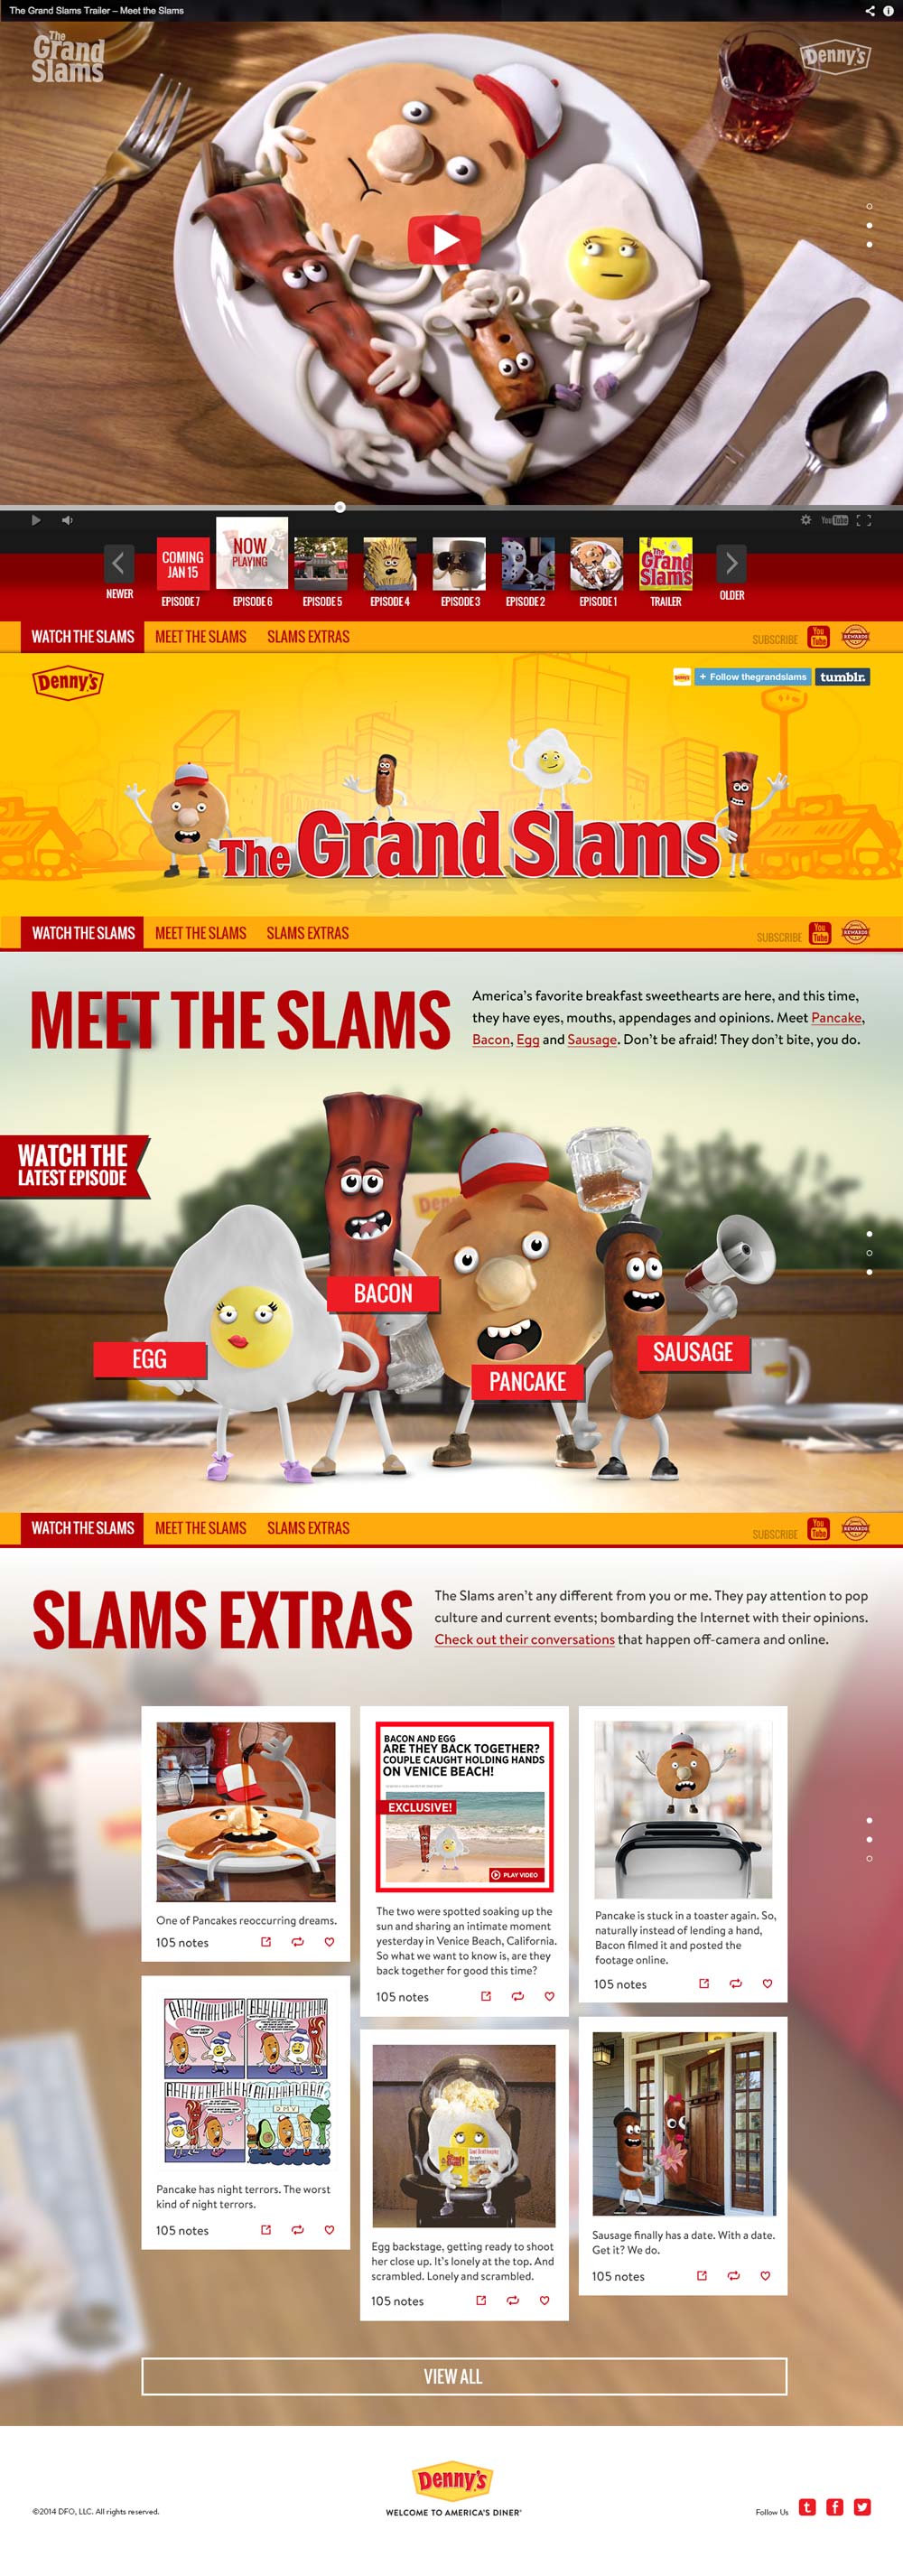 The Grand Slams Trailer – Meet the Slams
The
Grand
Slams
Denny's
YouTube
COMING
JAN 15
NOW
PLAYING
The
Grand
Slams
NEWER
EPISODE 7
EPISODE 6
EPISODE 5
EPISODE 4
EPISODE 3
EPISODE 2
EPISODE 1
TRAILER
OLDER
WATCH THE SLAMS
MEET THE SLAMS
SLAMS EXTRAS
SUBSCRIBE
You
Tube
REWARDS
Denny's
+ Follow thegrandslams
tumblr.
The Grand Slams
WATCH THE SLAMS
MEET THE SLAMS
SLAMS EXTRAS
SUBSCRIBE
You
Tube
REWARDS
MEET THE SLAMS
America's favorite breakfast sweethearts are here, and this time,
they have eyes, mouths, appendages and opinions. Meet Pancake,
Bacon, Egg and Sausage. Don't be afraid! They don't bite, you do.
WATCH THE
LATEST EPISODE
BACON
EGG
PANCAKE
SAUSAGE
WATCH THE SLAMS
MEET THE SLAMS
SLAMS EXTRAS
SUBSCRIBE
You
Tube
REWARDS
SLAMS EXTRAS
The Slams aren't any different from you or me. They pay attention to pop
culture and current events; bombarding the Internet with their opinions.
Check out their conversations that happen off-camera and online.
One of Pancakes reoccurring dreams.
105 notes
BACON AND EGG
ARE THEY BACK TOGETHER?
COUPLE CAUGHT HOLDING HANDS
ON VENICE BEACH!
EXCLUSIVE!
PLAY VIDEO
The two were spotted soaking up the
sun and sharing an intimate moment
yesterday in Venice Beach, California.
So what we want to know is, are they
back together for good this time?
105 notes
Pancake is stuck in a toaster again. So,
naturally instead of lending a hand,
Bacon filmed it and posted the
footage online.
105 notes
DMV
Pancake has night terrors. The worst
kind of night terrors.
105 notes
Egg backstage, getting ready to shoot
her close up. It's lonely at the top. And
scrambled. Lonely and scrambled.
105 notes
Sausage finally has a date. With a date.
Get it? We do.
105 notes
VIEW ALL
©2014 DFO, LLC. All rights reserved.
Denny's
WELCOME TO AMERICA'S DINER
Follow Us